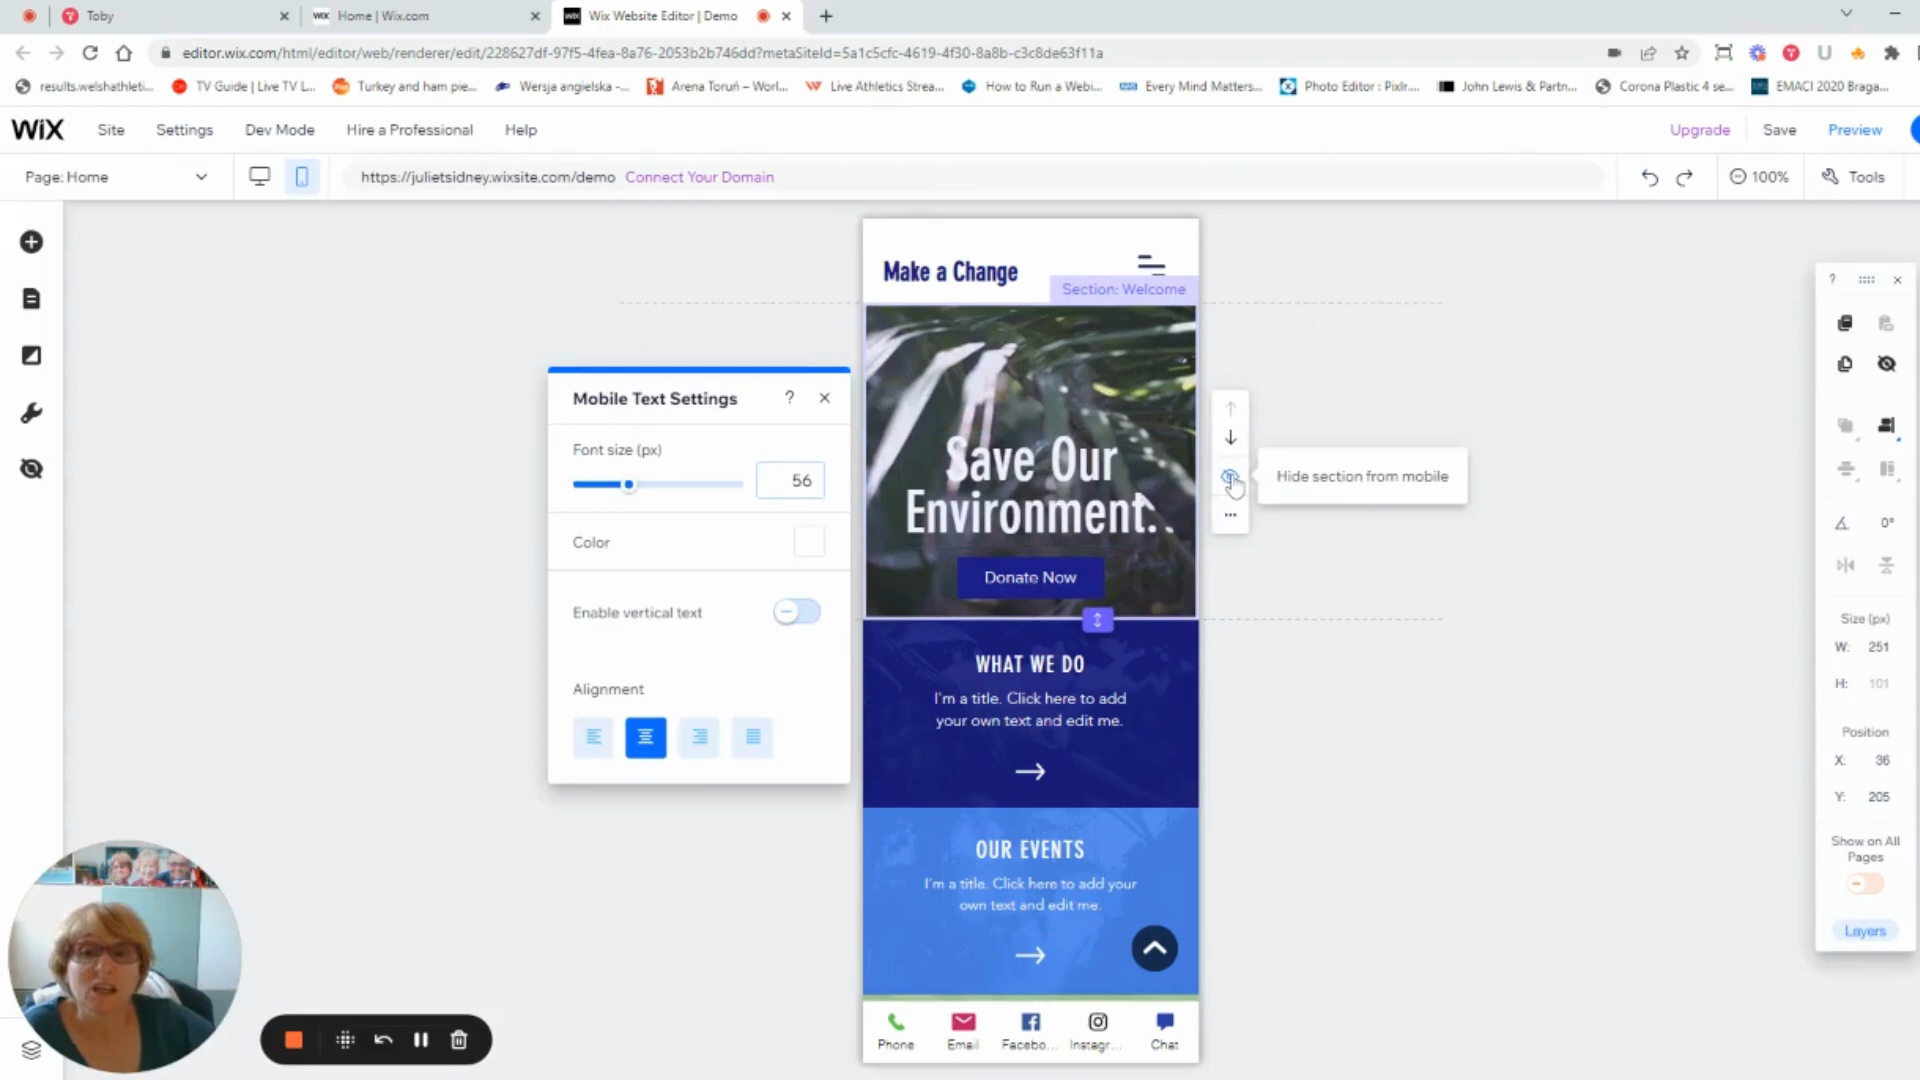 Toby
WiX Home | Wix.com
WiX Wix Website Editor | Demo
editor.wix.com/html/editor/web/renderer/edit/228627df-97f5-4fea-8a76-2053b2b746dd?metaSiteId=5a1c5cfc-4619-4f30-8a8b-c3c8de63f11a
results.welshathleti...
TV Guide | Live TV L...
Turkey and ham pie...
Wersja angielska -...
Arena Toruń – Worl...
Live Athletics Strea...
How to Run a Webi...
Every Mind Matters...
Photo Editor : Pixlr...
John Lewis & Partn...
Corona Plastic 4 se...
EMACI 2020 Braga...
WiX
Site
Settings
Dev Mode
Hire a Professional
Help
Upgrade
Save
Preview
Page: Home
https://julietsidney.wixsite.com/demo
Connect Your Domain
100%
Tools
Make a Change
Section: Welcome
Save Our
Environment.
Donate Now
Hide section from mobile
Mobile Text Settings
?
Font size (px)
56
Color
Enable vertical text
Alignment
WHAT WE DO
I'm a title. Click here to add
your own text and edit me.
OUR EVENTS
I'm a title. Click here to add your
own text and edit me.
Phone
Email
Facebo...
Instagr...
Chat
?
0°
Size (px)
W: 251
H: 101
Position
X: 36
Y: 205
Show on All
Pages
Layers